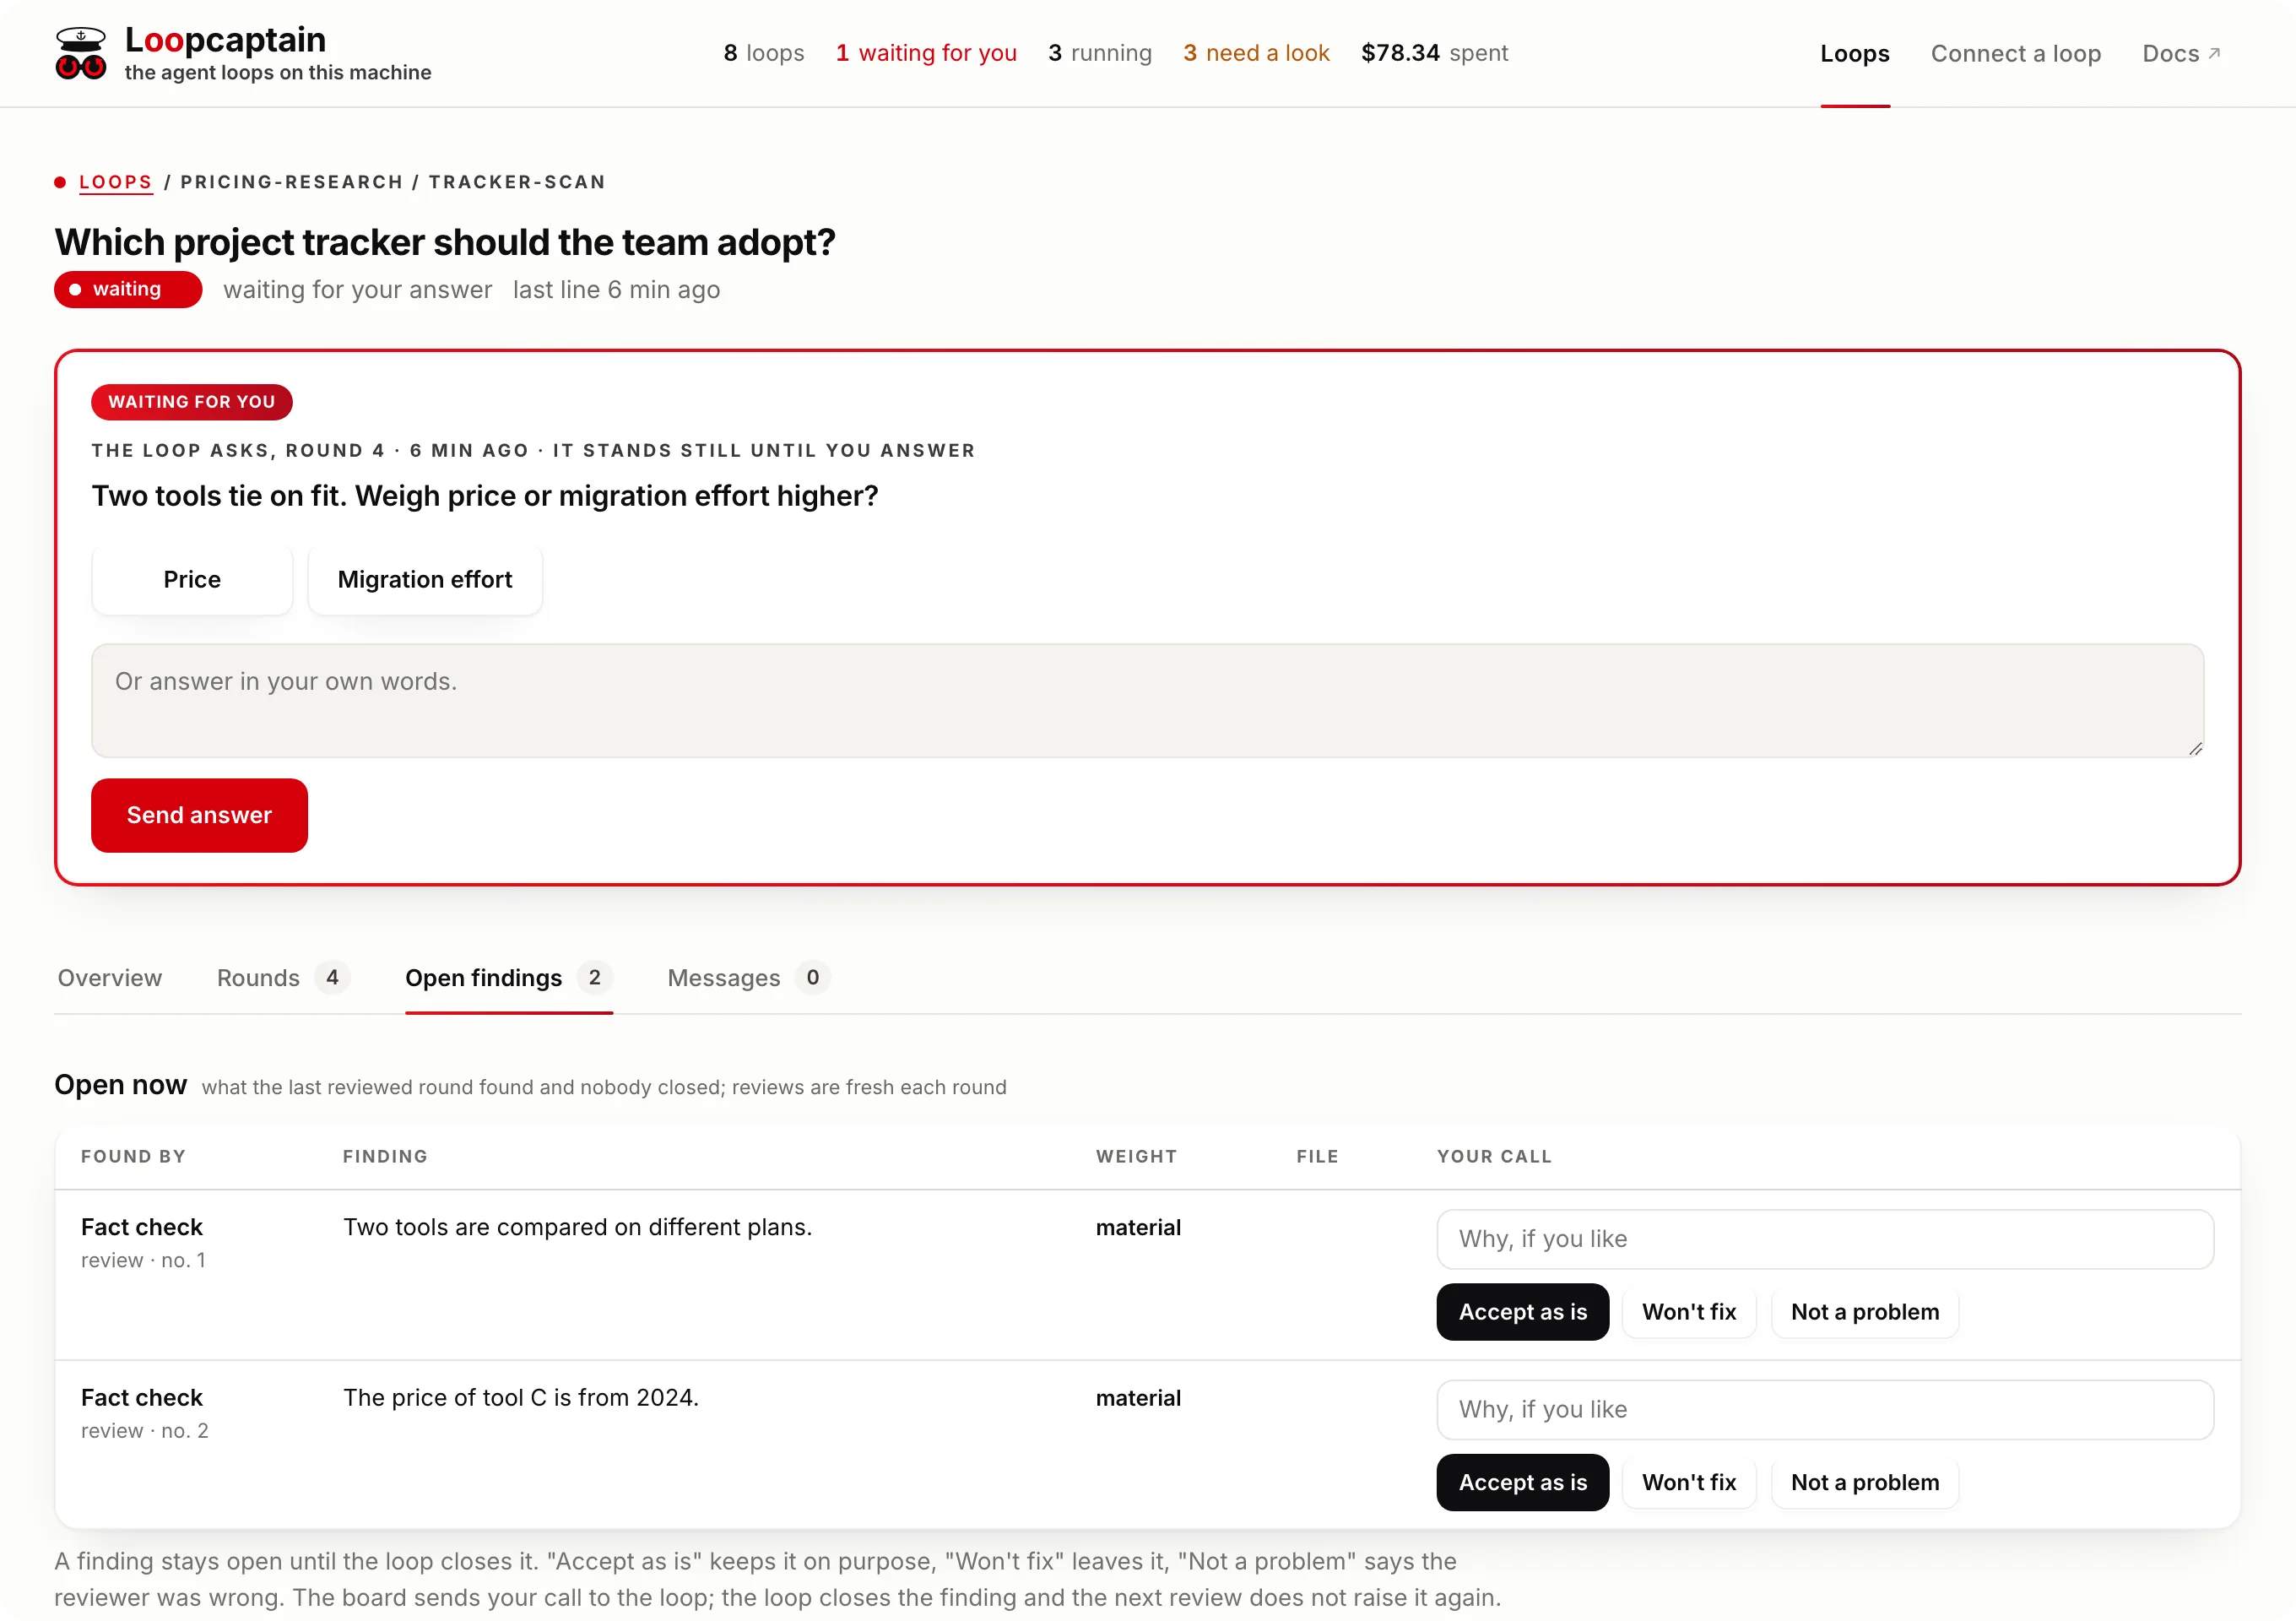 Loopcaptain
the agent loops on this machine
8 loops 1 waiting for you 3 running 3 need a look $78.34 spent
Loops Connect a loop Docs ↗
LOOPS / PRICING-RESEARCH / TRACKER-SCAN
Which project tracker should the team adopt?
waiting waiting for your answer last line 6 min ago
WAITING FOR YOU
THE LOOP ASKS, ROUND 4 · 6 MIN AGO · IT STANDS STILL UNTIL YOU ANSWER
Two tools tie on fit. Weigh price or migration effort higher?
Price Migration effort
Or answer in your own words.
Send answer
Overview Rounds 4 Open findings 2 Messages 0
Open now what the last reviewed round found and nobody closed; reviews are fresh each round
FOUND BY FINDING WEIGHT FILE YOUR CALL
Fact check Two tools are compared on different plans. material Why, if you like
review · no. 1
Accept as is Won't fix Not a problem
Fact check The price of tool C is from 2024. material Why, if you like
review · no. 2
Accept as is Won't fix Not a problem
A finding stays open until the loop closes it. "Accept as is" keeps it on purpose, "Won't fix" leaves it, "Not a problem" says the
reviewer was wrong. The board sends your call to the loop; the loop closes the finding and the next review does not raise it again.